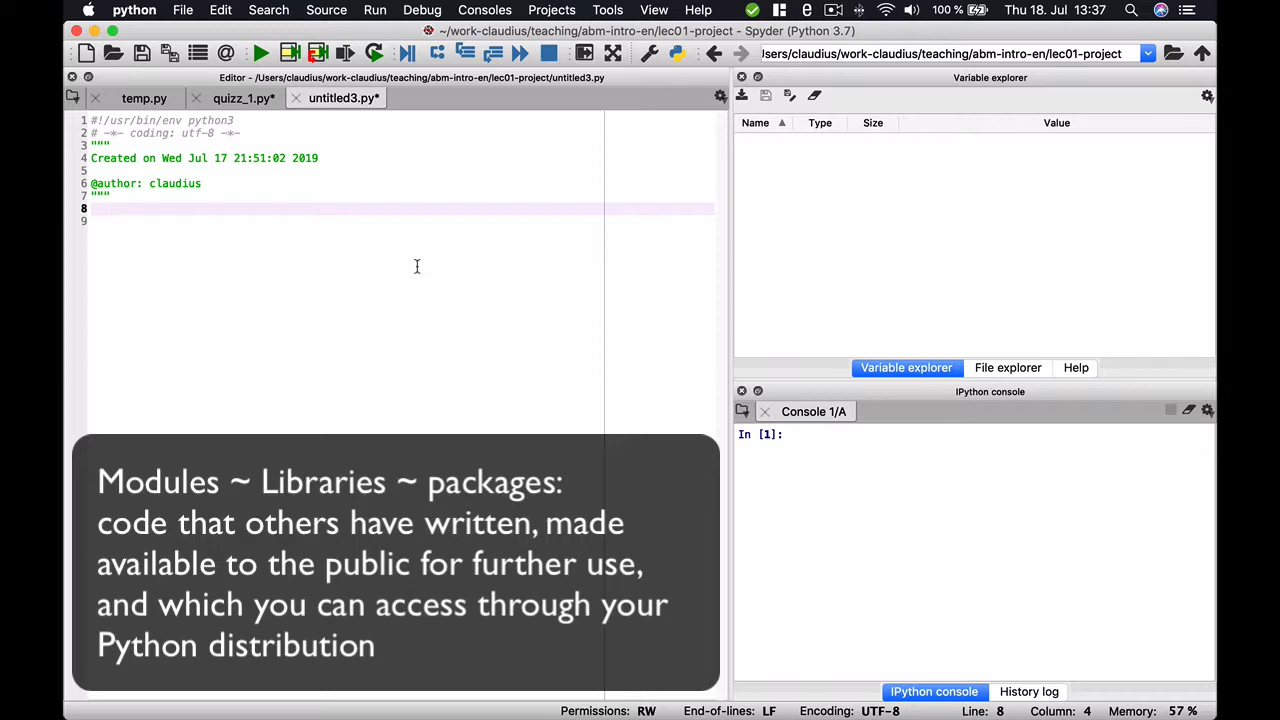 python File Edit Search Source Run Debug Consoles Projects Tools View Help 100 % Thu 18. Jul 13:37
~/work-claudius/teaching/abm-intro-en/lec01-project - Spyder (Python 3.7)
sers/claudius/work-claudius/teaching/abm-intro-en/lec01-project
Editor - /Users/claudius/work-claudius/teaching/abm-intro-en/lec01-project/untitled3.py
temp.py quizz_1.py* untitled3.py*
1 #!/usr/bin/env python3
2 # -*- coding: utf-8 -*-
3 """
4 Created on Wed Jul 17 21:51:02 2019
5
6 @author: claudius
7 """
8
9
Variable explorer
Name Type Size Value
Variable explorer File explorer Help
IPython console
Console 1/A
In [1]:
IPython console History log
Modules ~ Libraries ~ packages:
code that others have written, made
available to the public for further use,
and which you can access through your
Python distribution
Permissions: RW End-of-lines: LF Encoding: UTF-8 Line: 8 Column: 4 Memory: 57 %